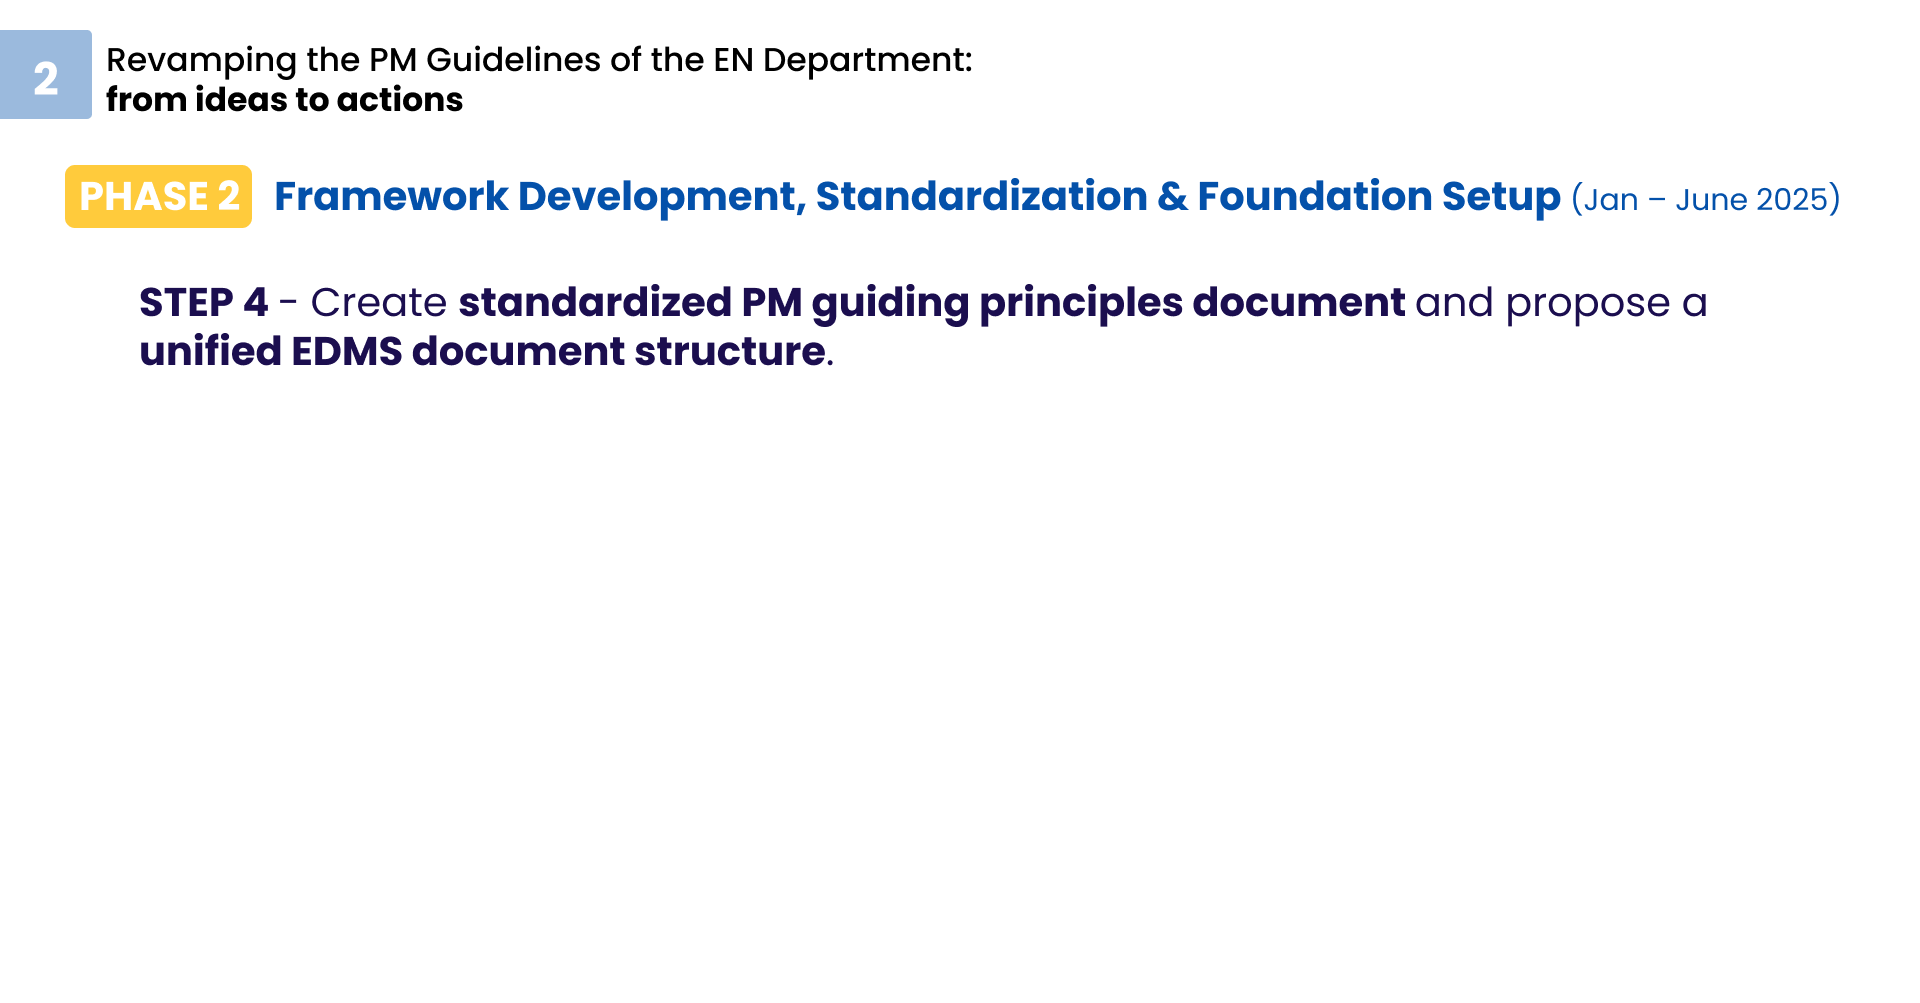 2
Revamping the PM Guidelines of the EN Department:
from ideas to actions
PHASE 2
Framework Development, Standardization & Foundation Setup (Jan – June 2025)
STEP 4 - Create standardized PM guiding principles document and propose a
unified EDMS document structure.